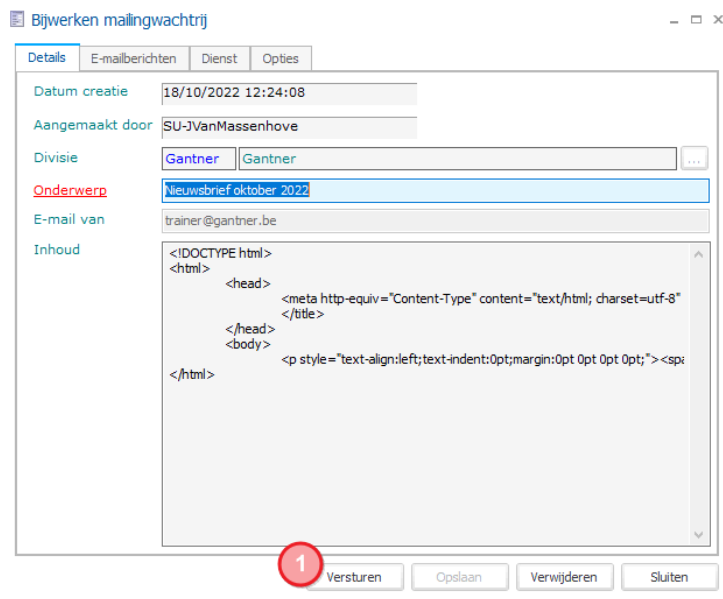 Bijwerken mailingwachtrij
Details E-mailberichten Dienst Opties
Datum creatie 18/10/2022 12:24:08
Aangemaakt door SU-JVanMassenhove
Divisie Gantner Gantner ...
Onderwerp Nieuwsbrief oktober 2022
E-mail van trainer@gantner.be
Inhoud <!DOCTYPE html>
<html>
<head>
<meta http-equiv="Content-Type" content="text/html; charset=utf-8"
</title>
</head>
<body>
<p style="text-align:left;text-indent:0pt;margin:0pt 0pt 0pt 0pt;"><spa
</html>
1 Versturen Opslaan Verwijderen Sluiten